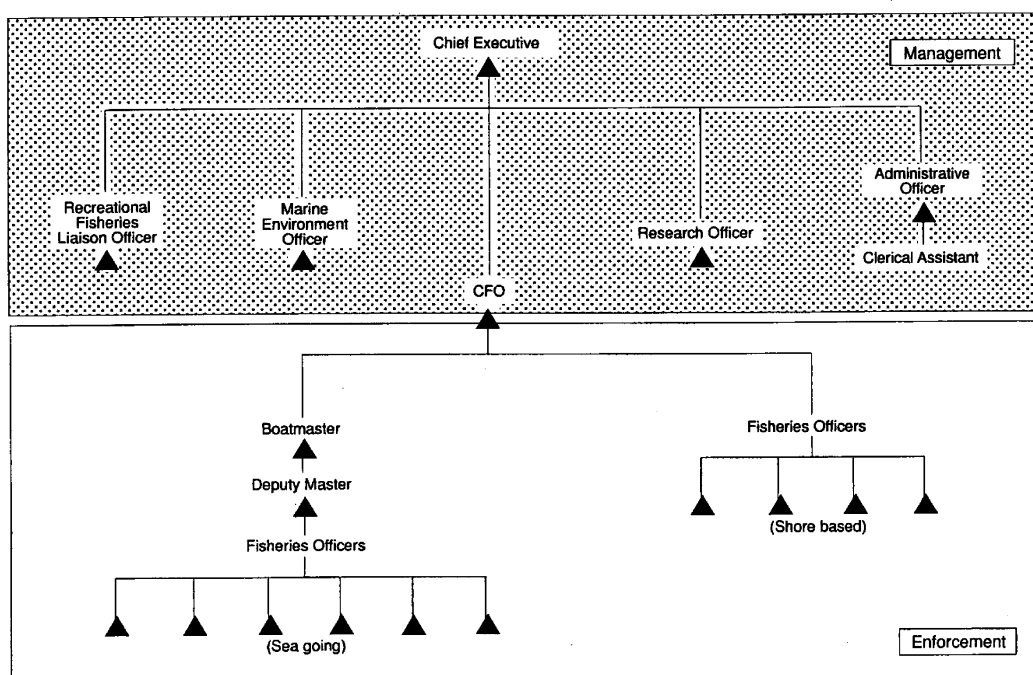 Chief Executive
Management
Recreational
Fisheries
Liaison Officer
Marine
Environment
Officer
Research Officer
Administrative
Officer
Clerical Assistant
CFO
Boatmaster
Deputy Master
Fisheries Officers
(Sea going)
Fisheries Officers
(Shore based)
Enforcement